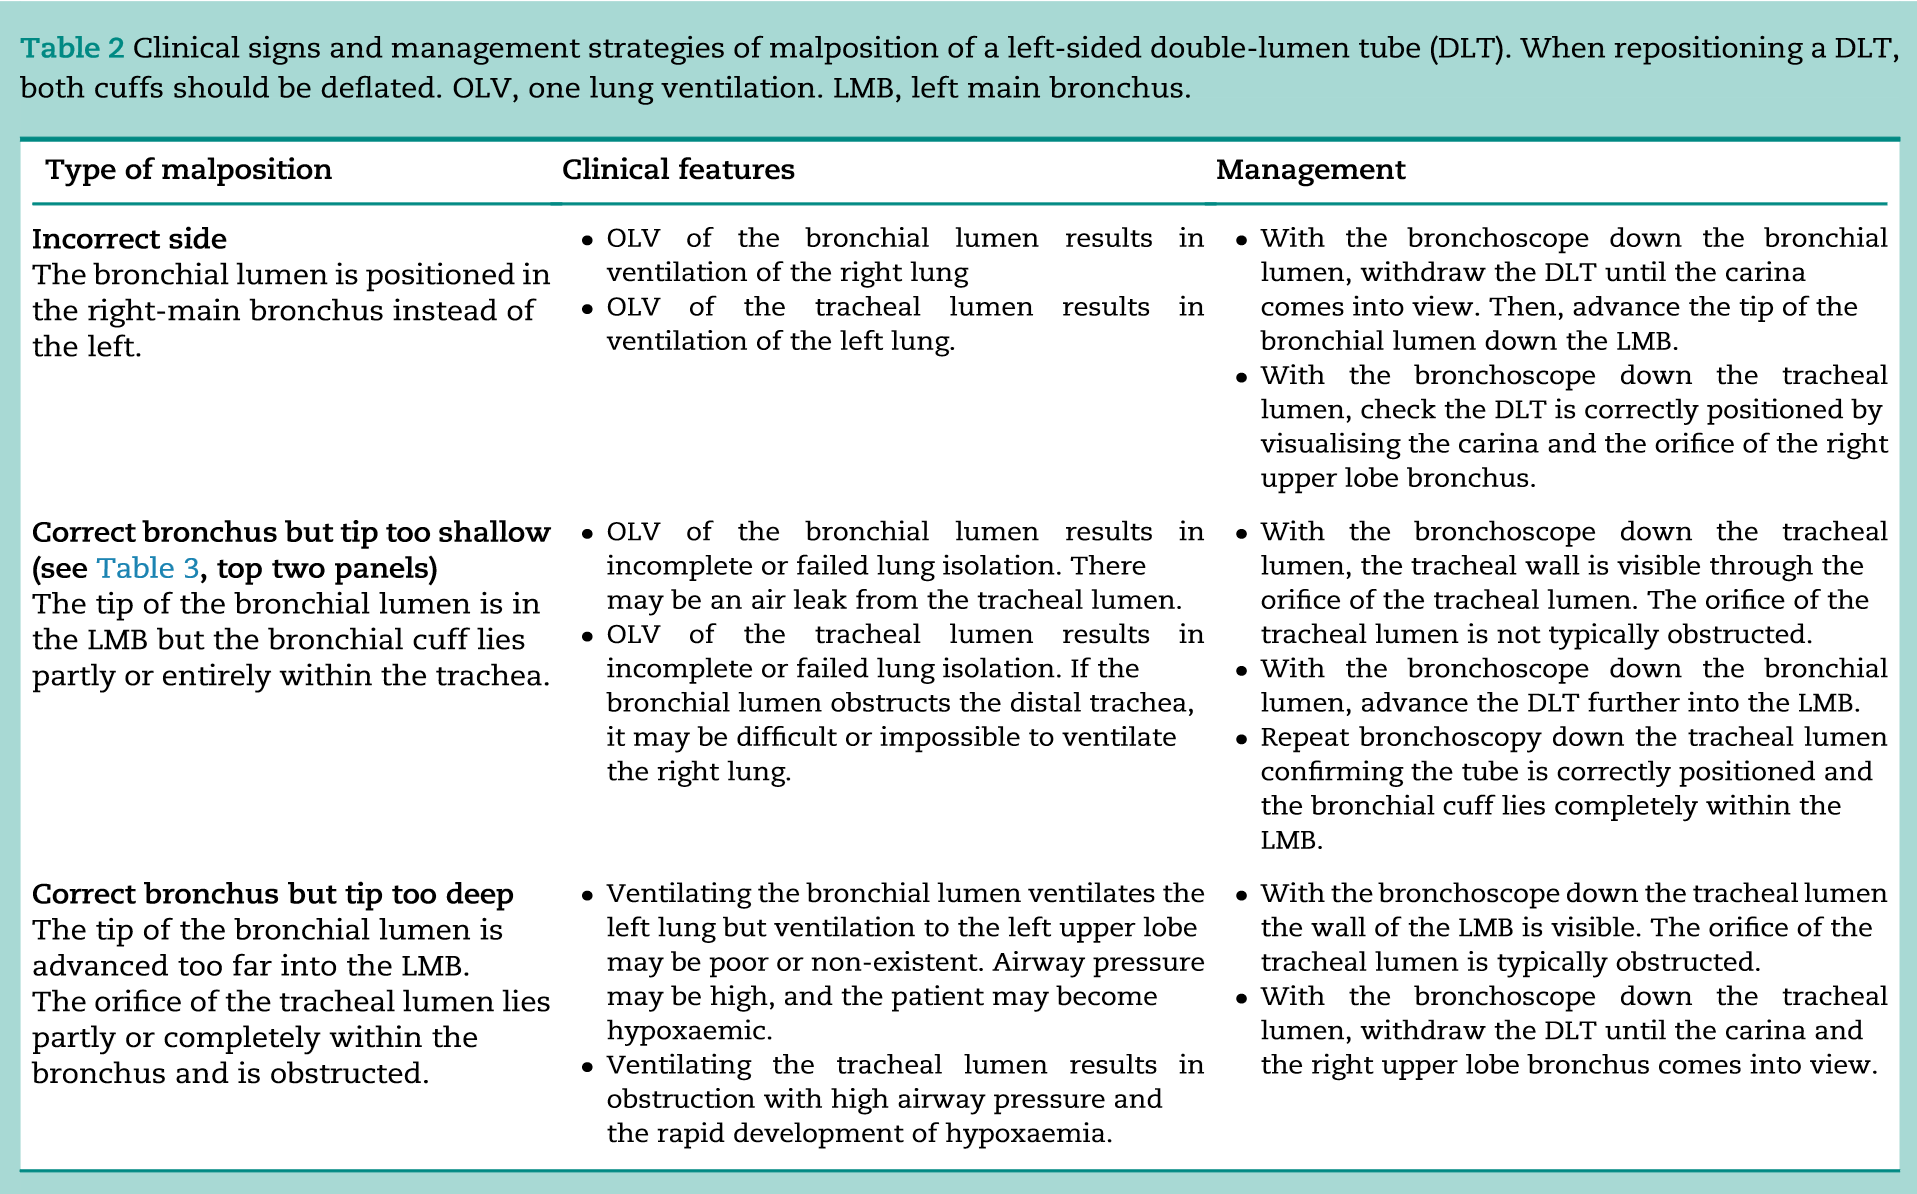 Table 2 Clinical signs and management strategies of malposition of a left-sided double-lumen tube (DLT). When repositioning a DLT,
both cuffs should be deflated. OLV, one lung ventilation. LMB, left main bronchus.
Type of malposition
Clinical features
Management
Incorrect side
The bronchial lumen is positioned in
the right-main bronchus instead of
the left.
• OLV of the bronchial lumen results in
ventilation of the right lung
• OLV of the tracheal lumen results in
ventilation of the left lung.
• With the bronchoscope down the bronchial
lumen, withdraw the DLT until the carina
comes into view. Then, advance the tip of the
bronchial lumen down the LMB.
• With the bronchoscope down the tracheal
lumen, check the DLT is correctly positioned by
visualising the carina and the orifice of the right
upper lobe bronchus.
Correct bronchus but tip too shallow
(see Table 3, top two panels)
The tip of the bronchial lumen is in
the LMB but the bronchial cuff lies
partly or entirely within the trachea.
• OLV of the bronchial lumen results in
incomplete or failed lung isolation. There
may be an air leak from the tracheal lumen.
• OLV of the tracheal lumen results in
incomplete or failed lung isolation. If the
bronchial lumen obstructs the distal trachea,
it may be difficult or impossible to ventilate
the right lung.
• With the bronchoscope down the tracheal
lumen, the tracheal wall is visible through the
orifice of the tracheal lumen. The orifice of the
tracheal lumen is not typically obstructed.
• With the bronchoscope down the bronchial
lumen, advance the DLT further into the LMB.
• Repeat bronchoscopy down the tracheal lumen
confirming the tube is correctly positioned and
the bronchial cuff lies completely within the
LMB.
Correct bronchus but tip too deep
The tip of the bronchial lumen is
advanced too far into the LMB.
The orifice of the tracheal lumen lies
partly or completely within the
bronchus and is obstructed.
• Ventilating the bronchial lumen ventilates the
left lung but ventilation to the left upper lobe
may be poor or non-existent. Airway pressure
may be high, and the patient may become
hypoxaemic.
• Ventilating the tracheal lumen results in
obstruction with high airway pressure and
the rapid development of hypoxaemia.
• With the bronchoscope down the tracheal lumen
the wall of the LMB is visible. The orifice of the
tracheal lumen is typically obstructed.
• With the bronchoscope down the tracheal
lumen, withdraw the DLT until the carina and
the right upper lobe bronchus comes into view.